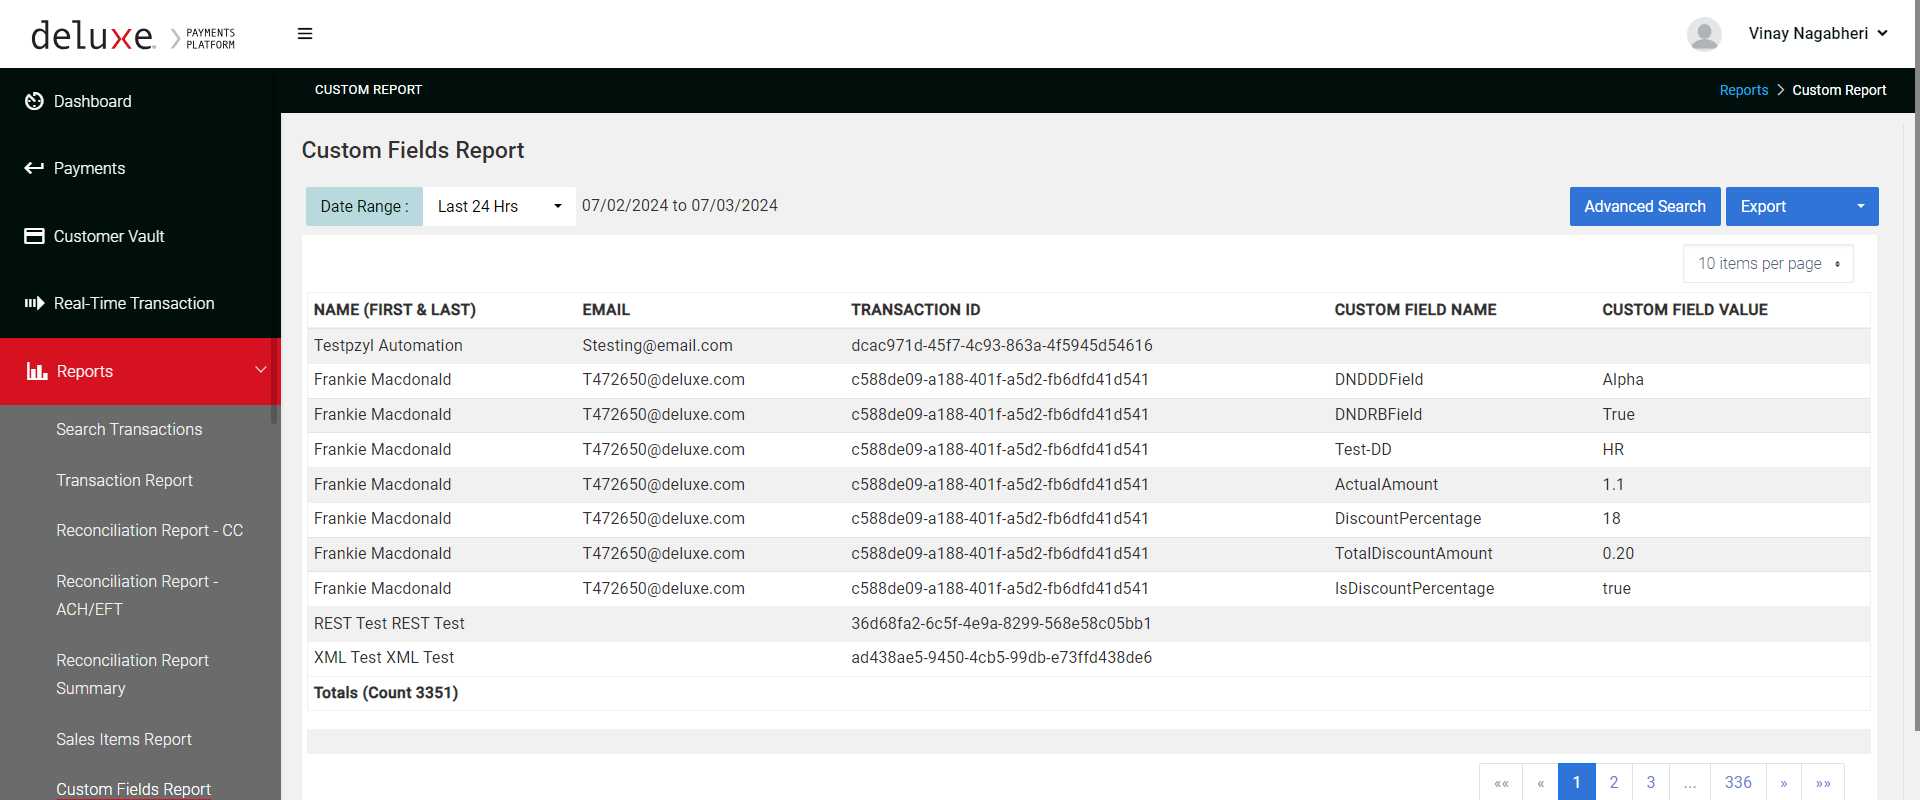 deluxe. PAYMENTS PLATFORM
Vinay Nagabheri
Dashboard
Payments
Customer Vault
Real-Time Transaction
Reports
Search Transactions
Transaction Report
Reconciliation Report - CC
Reconciliation Report -
ACH/EFT
Reconciliation Report
Summary
Sales Items Report
Custom Fields Report
CUSTOM REPORT
Reports > Custom Report
Custom Fields Report
Date Range : Last 24 Hrs 07/02/2024 to 07/03/2024
Advanced Search Export
10 items per page
NAME (FIRST & LAST) EMAIL TRANSACTION ID CUSTOM FIELD NAME CUSTOM FIELD VALUE
Testpzyl Automation Stesting@email.com dcac971d-45f7-4c93-863a-4f5945d54616
Frankie Macdonald T472650@deluxe.com c588de09-a188-401f-a5d2-fb6dfd41d541 DNDDDField Alpha
Frankie Macdonald T472650@deluxe.com c588de09-a188-401f-a5d2-fb6dfd41d541 DNDRBField True
Frankie Macdonald T472650@deluxe.com c588de09-a188-401f-a5d2-fb6dfd41d541 Test-DD HR
Frankie Macdonald T472650@deluxe.com c588de09-a188-401f-a5d2-fb6dfd41d541 ActualAmount 1.1
Frankie Macdonald T472650@deluxe.com c588de09-a188-401f-a5d2-fb6dfd41d541 DiscountPercentage 18
Frankie Macdonald T472650@deluxe.com c588de09-a188-401f-a5d2-fb6dfd41d541 TotalDiscountAmount 0.20
Frankie Macdonald T472650@deluxe.com c588de09-a188-401f-a5d2-fb6dfd41d541 IsDiscountPercentage true
REST Test REST Test 36d68fa2-6c5f-4e9a-8299-568e58c05bb1
XML Test XML Test ad438ae5-9450-4cb5-99db-e73ffd438de6
Totals (Count 3351)
«« « 1 2 3 ... 336 » »»